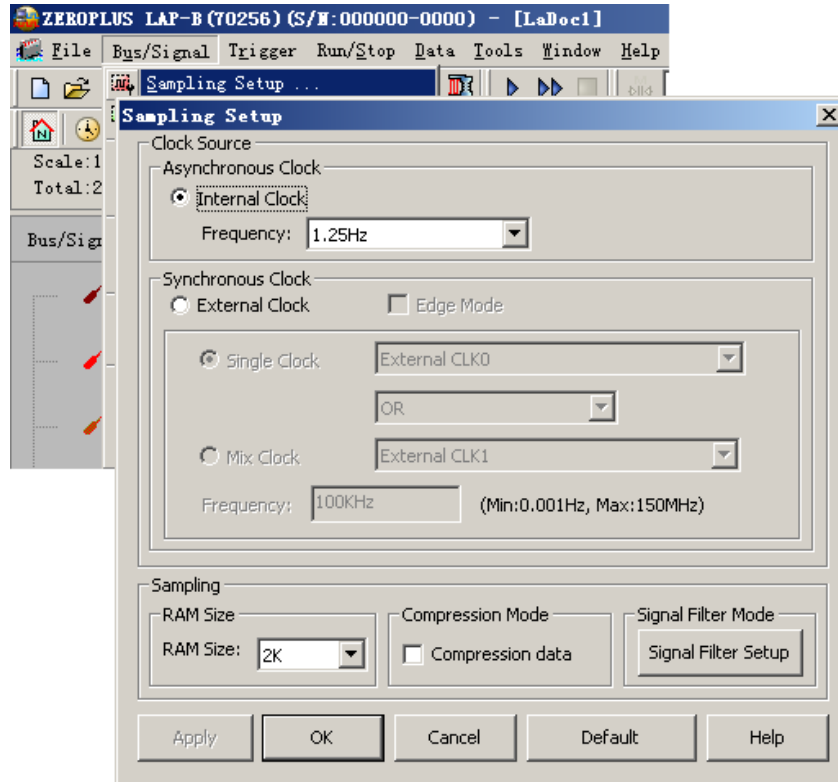 ZEROPLUS LAP-B(70256)(S/N:000000-0000) - [LaDoc1]
File Bus/Signal Trigger Run/Stop Data Tools Window Help
Sampling Setup ...
Sampling Setup
Scale:1
Total:2
Bus/Sign
Clock Source
Asynchronous Clock
Internal Clock
Frequency: 1.25Hz
Synchronous Clock
External Clock Edge Mode
Single Clock External CLK0
OR
Mix Clock External CLK1
Frequency: 100KHz (Min:0.001Hz, Max:150MHz)
Sampling
RAM Size Compression Mode Signal Filter Mode
RAM Size: 2K Compression data Signal Filter Setup
Apply OK Cancel Default Help